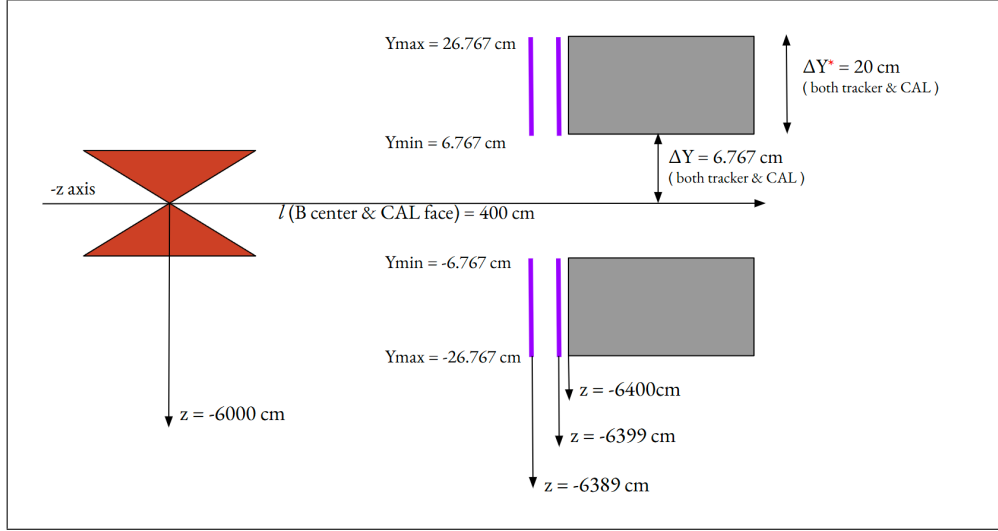 Ymax = 26.767 cm
ΔY* = 20 cm
( both tracker & CAL )
Ymin = 6.767 cm
ΔY = 6.767 cm
( both tracker & CAL )
-z axis
l (B center & CAL face) = 400 cm
Ymin = -6.767 cm
Ymax = -26.767 cm
z = -6400cm
z = -6000 cm
z = -6399 cm
z = -6389 cm